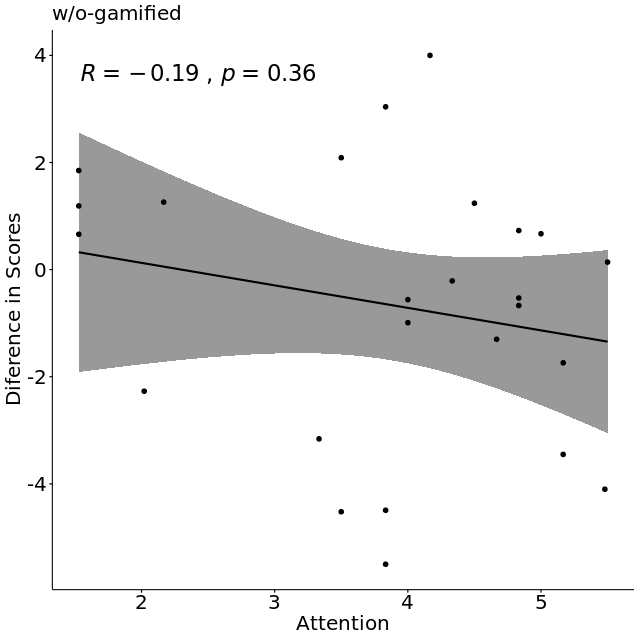 w/o-gamified
R = −0.19 , p = 0.36
4
2
0
-2
-4
Diference in Scores
2 3 4 5
Attention